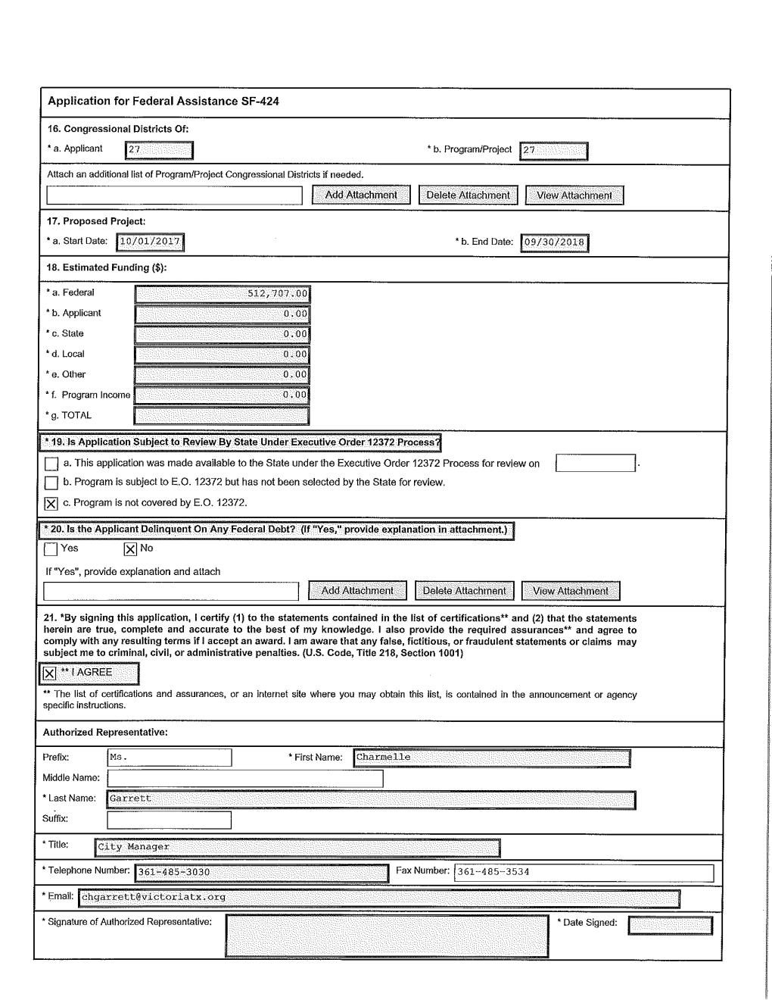 Application for Federal Assistance SF-424
16. Congressional Districts Of:
* a. Applicant 27 * b. Program/Project 27
Attach an additional list of Program/Project Congressional Districts if needed.
Add Attachment Delete Attachment View Attachment
17. Proposed Project:
* a. Start Date: 10/01/2017 * b. End Date: 09/30/2018
18. Estimated Funding ($):
* a. Federal 512,707.00
* b. Applicant 0.00
* c. State 0.00
* d. Local 0.00
* e. Other 0.00
* f. Program Income 0.00
* g. TOTAL
* 19. Is Application Subject to Review By State Under Executive Order 12372 Process?
a. This application was made available to the State under the Executive Order 12372 Process for review on .
b. Program is subject to E.O. 12372 but has not been selected by the State for review.
c. Program is not covered by E.O. 12372.
* 20. Is the Applicant Delinquent On Any Federal Debt? (If "Yes," provide explanation in attachment.)
Yes No
If "Yes", provide explanation and attach
Add Attachment Delete Attachment View Attachment
21. *By signing this application, I certify (1) to the statements contained in the list of certifications** and (2) that the statements
herein are true, complete and accurate to the best of my knowledge. I also provide the required assurances** and agree to
comply with any resulting terms if I accept an award. I am aware that any false, fictitious, or fraudulent statements or claims may
subject me to criminal, civil, or administrative penalties. (U.S. Code, Title 218, Section 1001)
** I AGREE
** The list of certifications and assurances, or an internet site where you may obtain this list, is contained in the announcement or agency
specific instructions.
Authorized Representative:
Prefix: Ms. * First Name: Charmelle
Middle Name:
* Last Name: Garrett
Suffix:
* Title: City Manager
* Telephone Number: 361-485-3030 Fax Number: 361-485-3534
* Email: chgarrett@victoriatx.org
* Signature of Authorized Representative: * Date Signed: